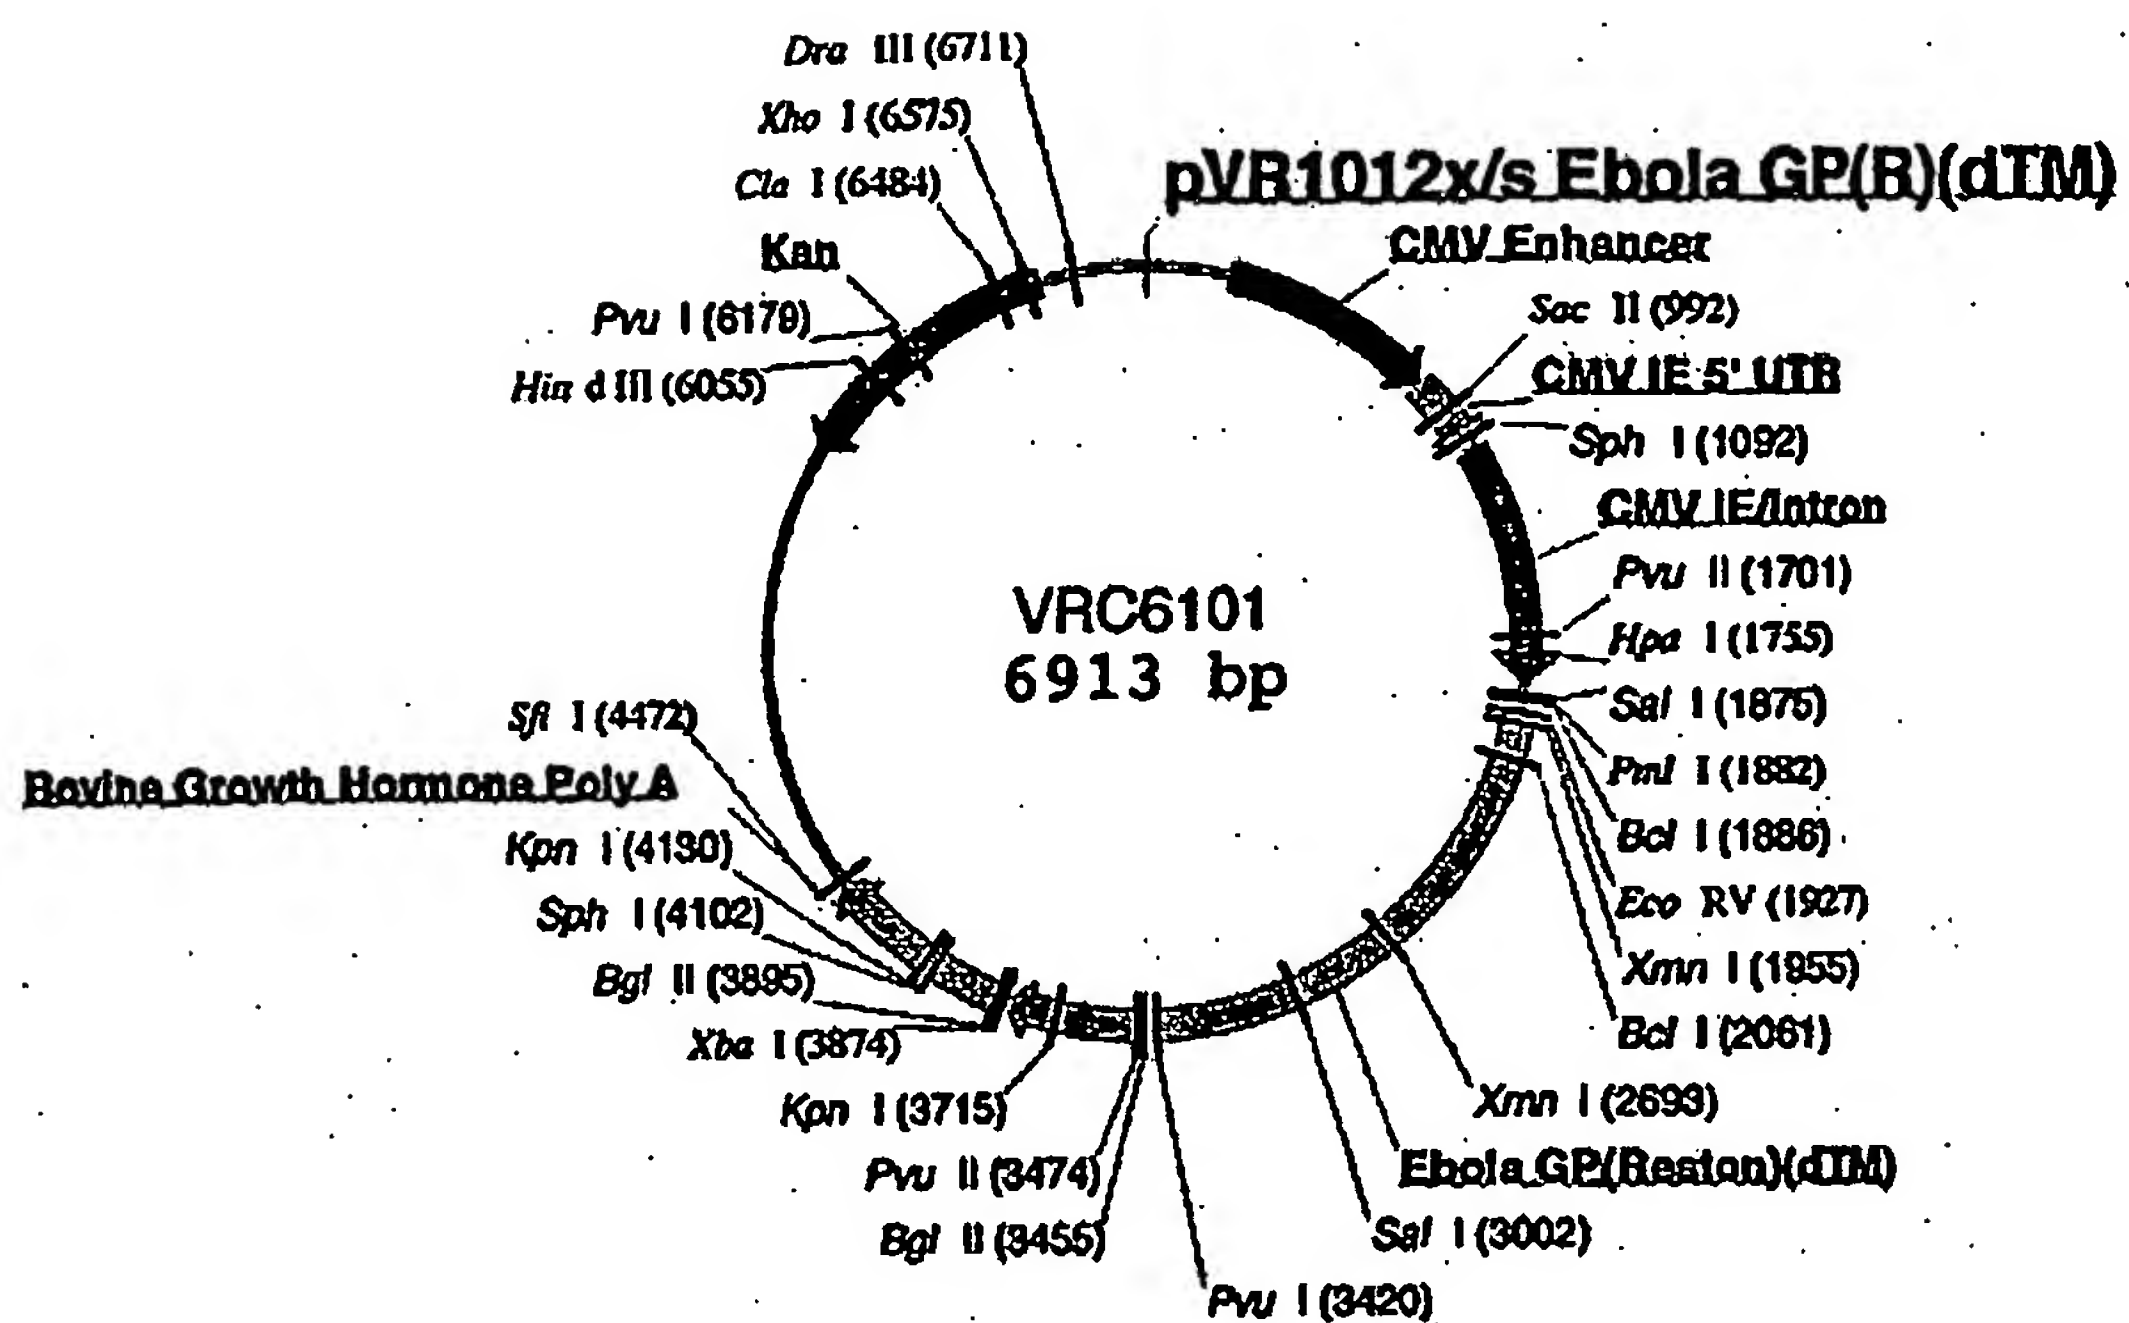 Dra III (6711)
Xho I (6575)
Cla I (6484)
Kan
Pvu I (6179)
Hin d III (6055)
pVR1012x/s Ebola GP(R)(dTM)
CMV Enhancer
Sac II (992)
CMV IE 5' UTR
Sph I (1092)
CMV IE/Intron
Pvu II (1701)
Hpa I (1755)
Sal I (1875)
Pml I (1882)
Bcl I (1886)
Eco RV (1927)
Xmn I (1955)
Bcl I (2061)
Xmn I (2693)
Ebola GP(Reston)(dTM)
Sal I (3002)
Pvu I (3420)
Bgl II (3455)
Pvu II (3474)
Kpn I (3715)
Xba I (3874)
Bgl II (3895)
Sph I (4102)
Kpn I (4130)
Bovine Growth Hormone Poly A
Sfi I (4472)
VRC6101
6913 bp